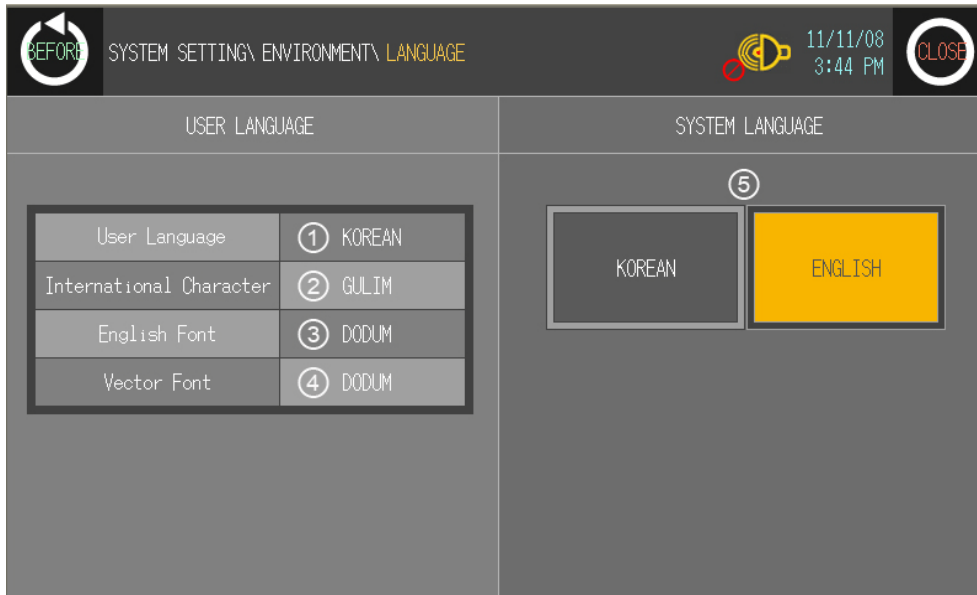 BEFORE
SYSTEM SETTING\ ENVIRONMENT\ LANGUAGE
11/11/08
3:44 PM
CLOSE
USER LANGUAGE
User Language ① KOREAN
International Character ② GULIM
English Font ③ DODUM
Vector Font ④ DODUM
SYSTEM LANGUAGE
⑤
KOREAN
ENGLISH